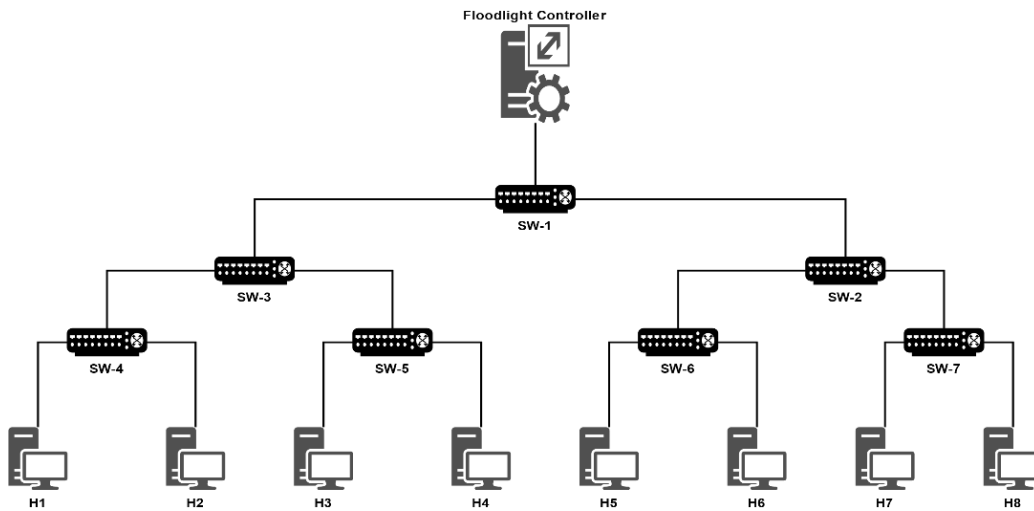 Floodlight Controller
SW-1
SW-3
SW-2
SW-4
SW-5
SW-6
SW-7
H1
H2
H3
H4
H5
H6
H7
H8